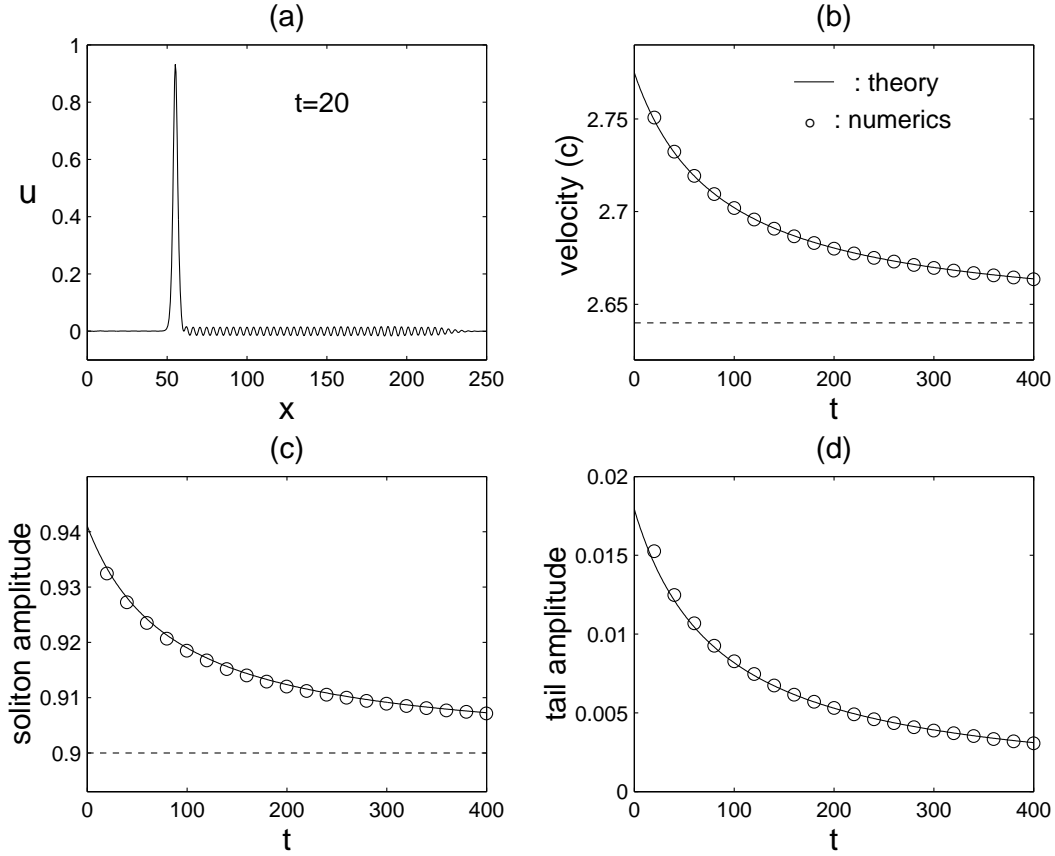 (a)
1
0.8
0.6
0.4
0.2
0
u
t=20
0 50 100 150 200 250
x
(b)
2.75
2.7
2.65
velocity (c)
: theory
: numerics
0 100 200 300 400
t
(c)
0.94
0.93
0.92
0.91
0.9
soliton amplitude
0 100 200 300 400
t
(d)
0.02
0.015
0.01
0.005
0
tail amplitude
0 100 200 300 400
t